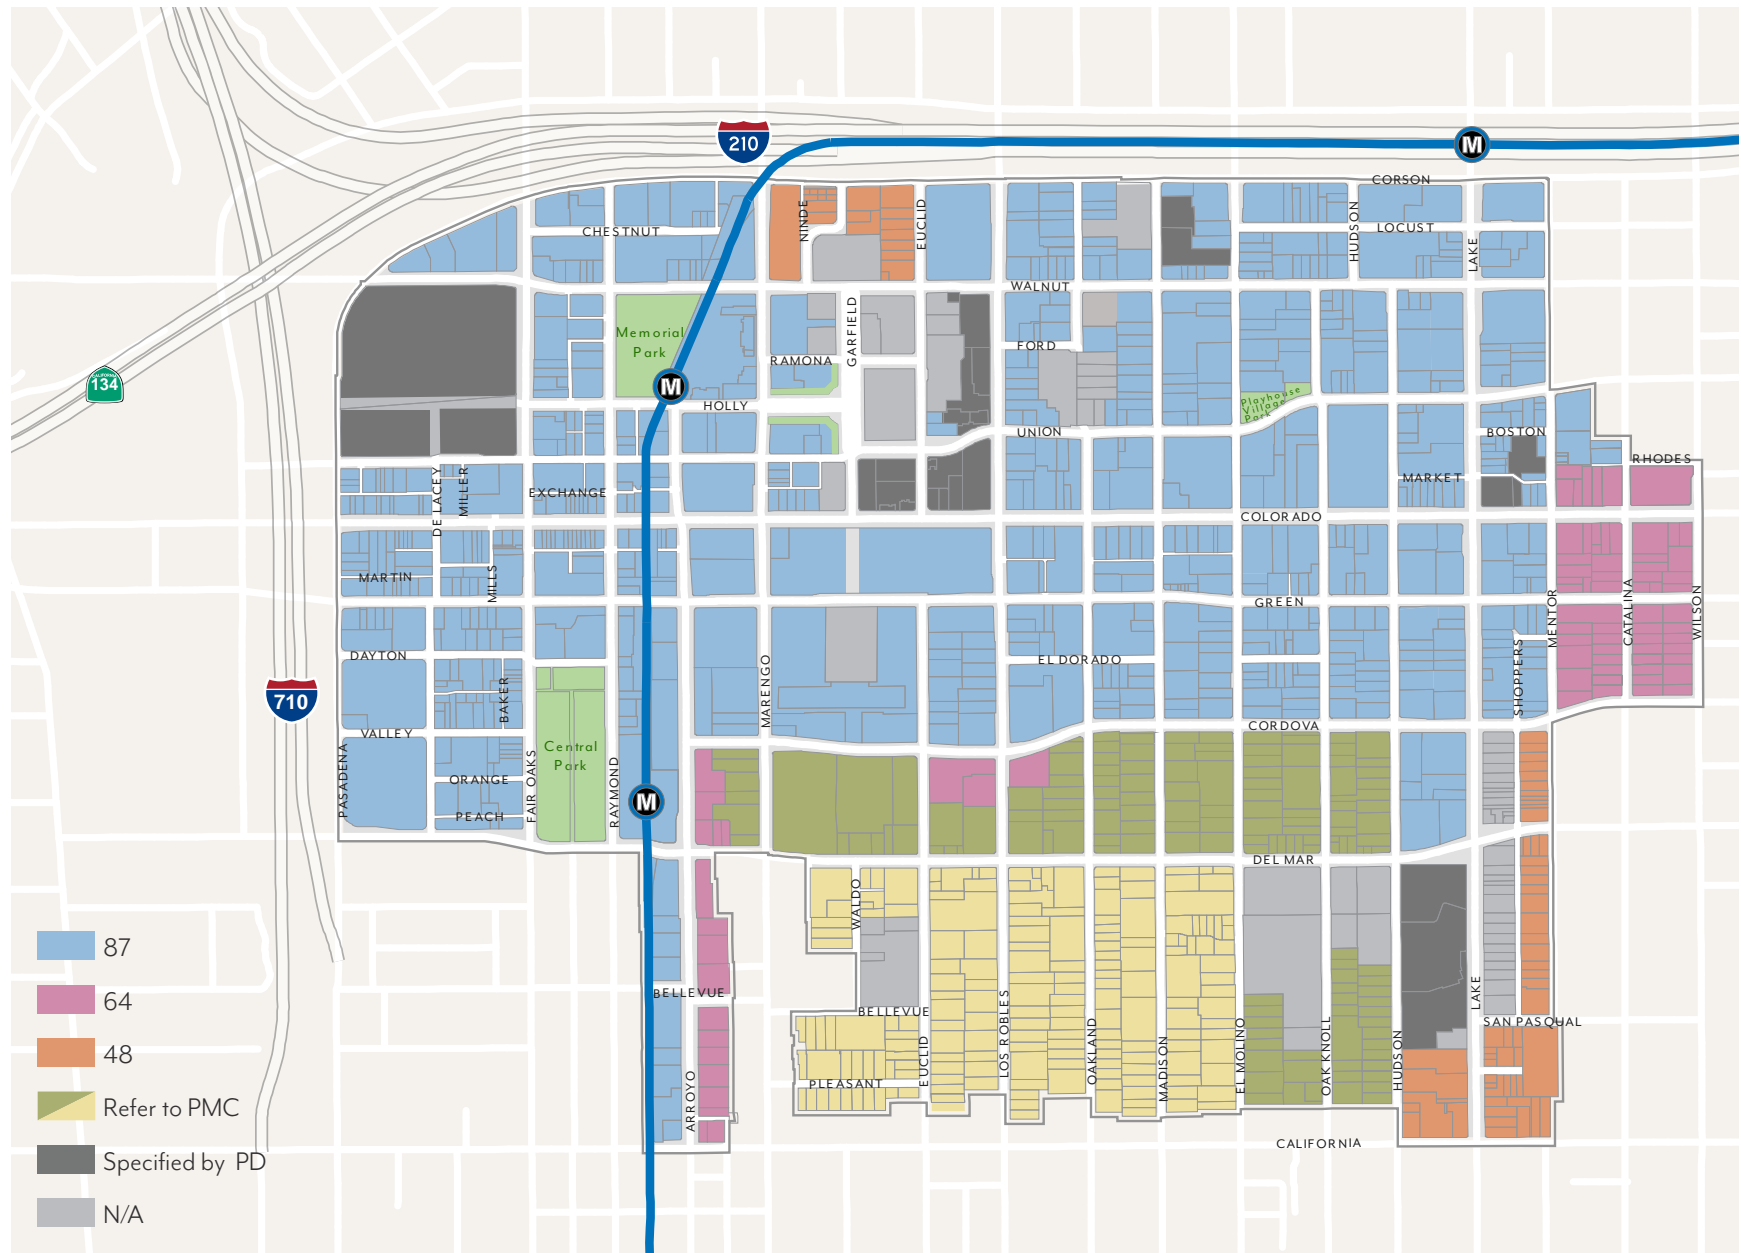 210
M
CORSON
NINDE
EUCLID
HUDSON
CHESTNUT
LOCUST
LAKE
WALNUT
GARFIELD
Memorial
Park
FORD
RAMONA
CALIFORNIA
134
M
HOLLY
Playhouse
Village
Park
UNION
BOSTON
RHODES
DE LACEY
MILLER
EXCHANGE
MARKET
COLORADO
MARTIN
MILLS
GREEN
MENTOR
CATALINA
WILSON
DAYTON
MARENGO
EL DORADO
SHOPPERS
710
BAKER
VALLEY
CORDOVA
PASADENA
FAIR OAKS
Central
Park
RAYMOND
ORANGE
M
PEACH
DEL MAR
WALDO
87
BELLEVUE
64
BELLEVUE
LOS ROBLES
LAKE
SAN PASQUAL
48
EUCLID
OAKLAND
MADISON
EL MOLINO
OAK KNOLL
HUDSON
PLEASANT
ARROYO
Refer to PMC
CALIFORNIA
Specified by PD
N/A